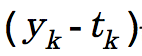 (y_k - t_k)